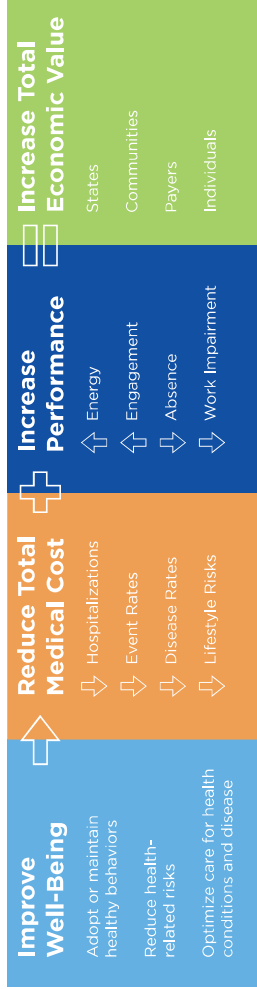 Improve
Well-Being
Adopt or maintain
healthy behaviors
Reduce health-
related risks
Optimize care for health
conditions and disease
Reduce Total
Medical Cost
Hospitalizations
Event Rates
Disease Rates
Lifestyle Risks
Increase
Performance
Energy
Engagement
Absence
Work Impairment
Increase Total
Economic Value
States
Communities
Payers
Individuals